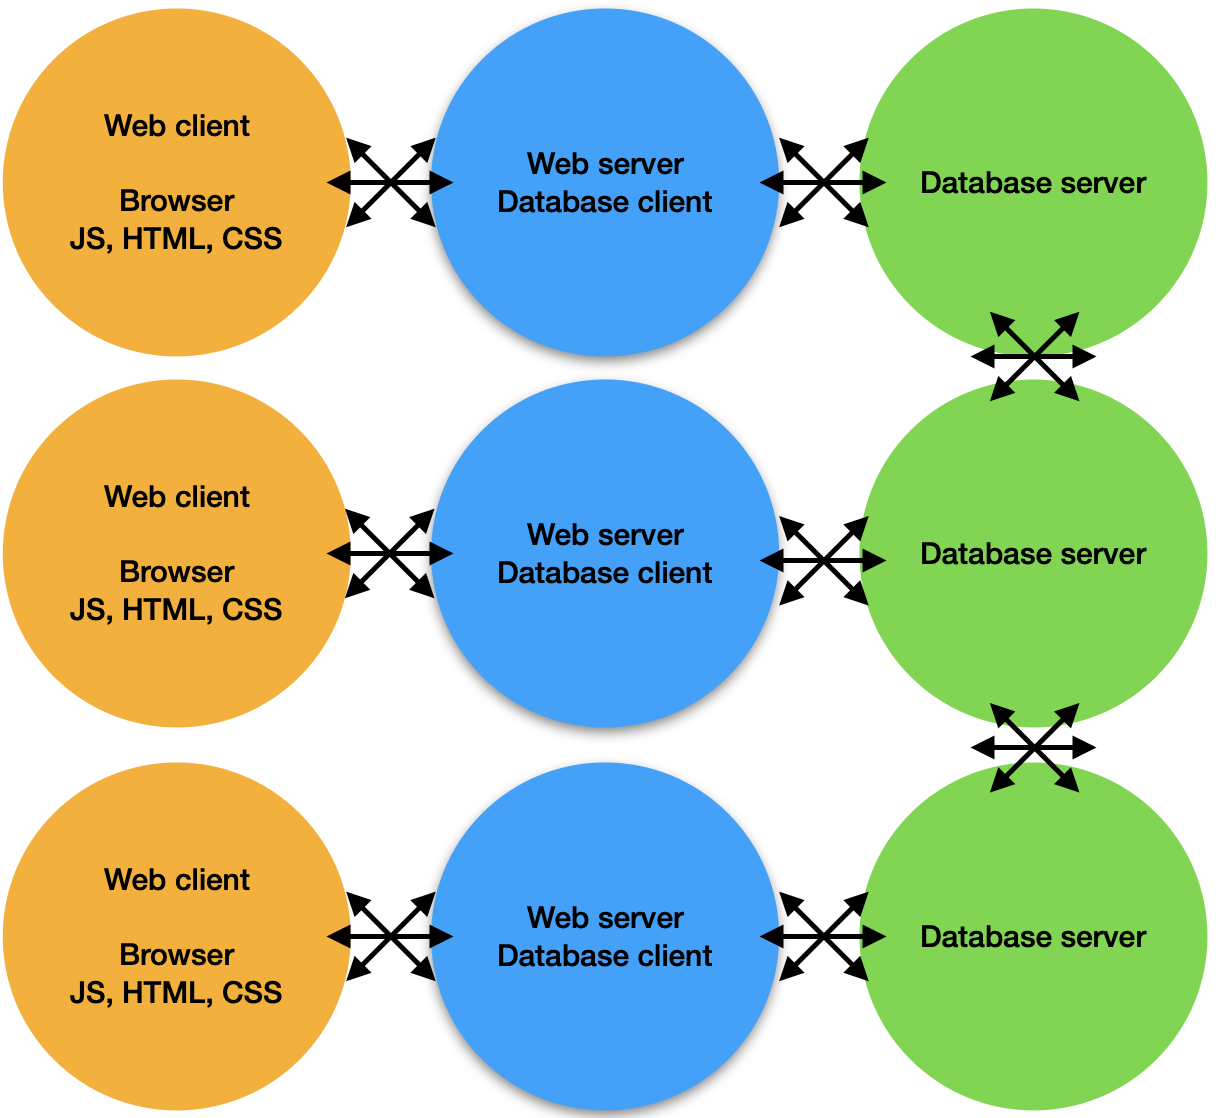 Web client
Browser
JS, HTML, CSS
Web server
Database client
Database server
Web client
Browser
JS, HTML, CSS
Web server
Database client
Database server
Web client
Browser
JS, HTML, CSS
Web server
Database client
Database server